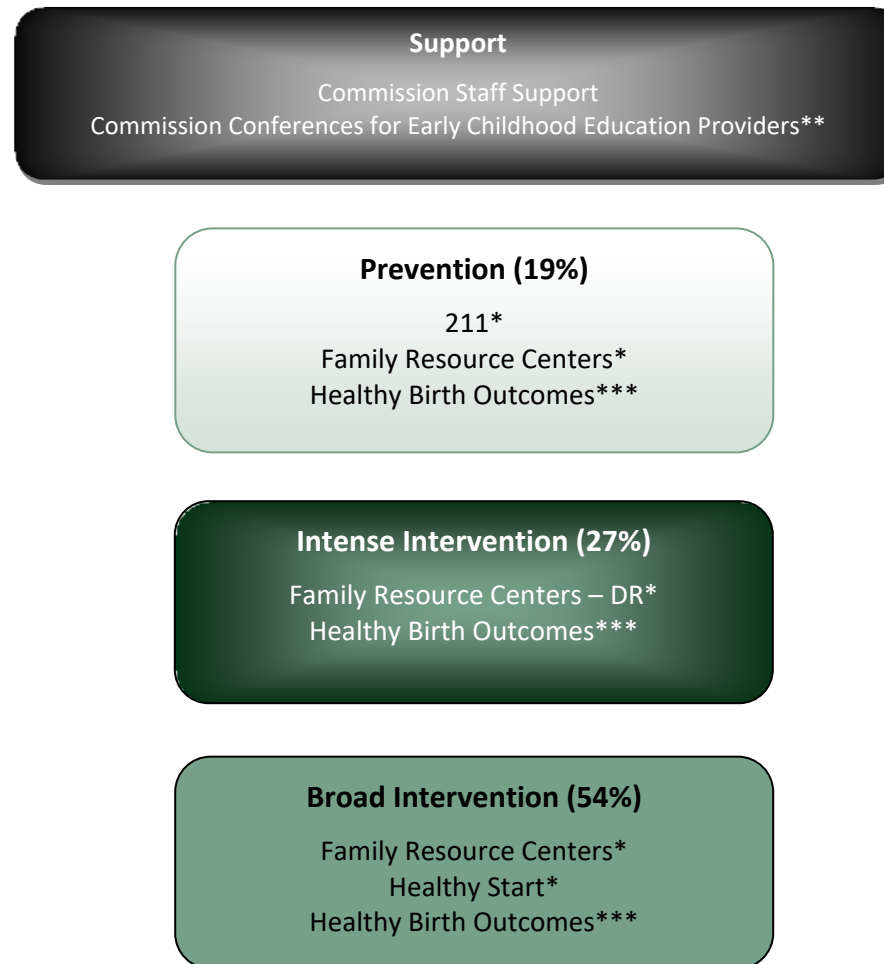 Support
Commission Staff Support
Commission Conferences for Early Childhood Education Providers**
Prevention (19%)
211*
Family Resource Centers*
Healthy Birth Outcomes***
Intense Intervention (27%)
Family Resource Centers – DR*
Healthy Birth Outcomes***
Broad Intervention (54%)
Family Resource Centers*
Healthy Start*
Healthy Birth Outcomes***